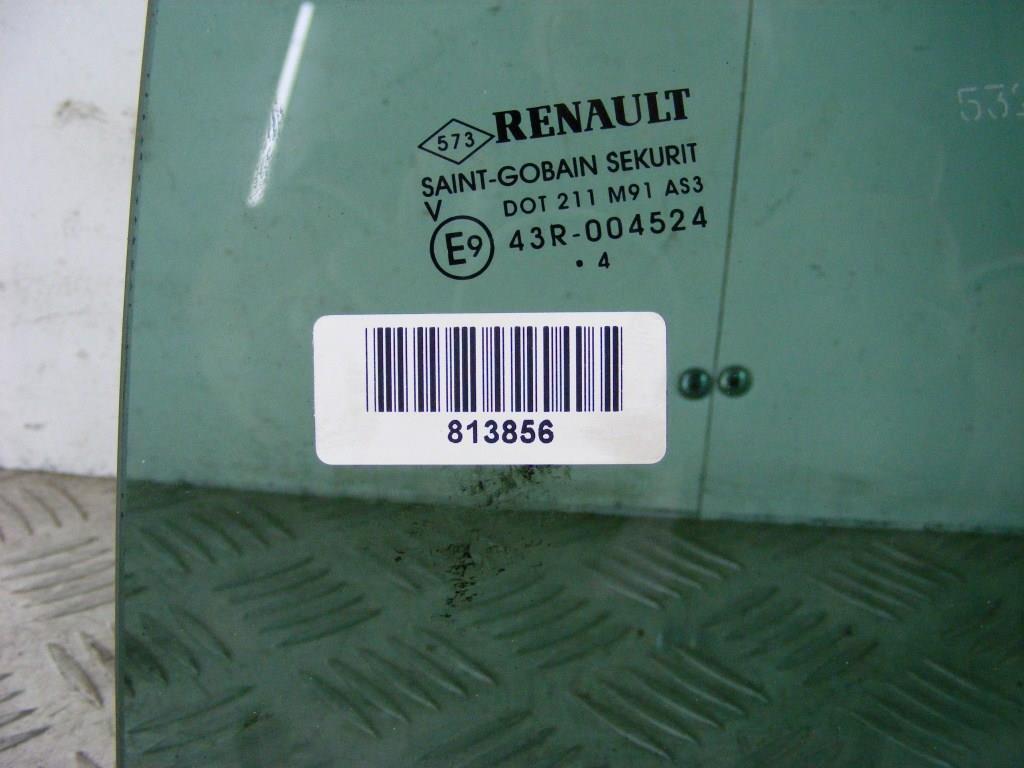 573 RENAULT
SAINT-GOBAIN SEKURIT
V DOT 211 M91 AS3
E9 43R-004524
. 4
813856